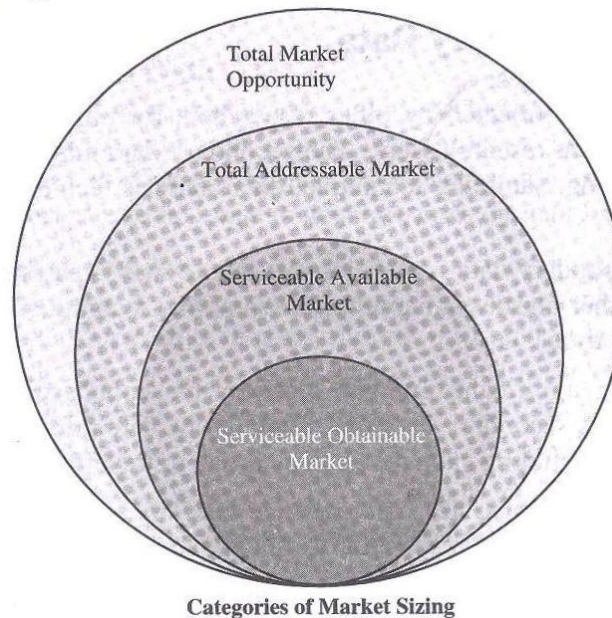 Total Market
Opportunity
Total Addressable Market
Serviceable Available
Market
Serviceable Obtainable
Market
Categories of Market Sizing